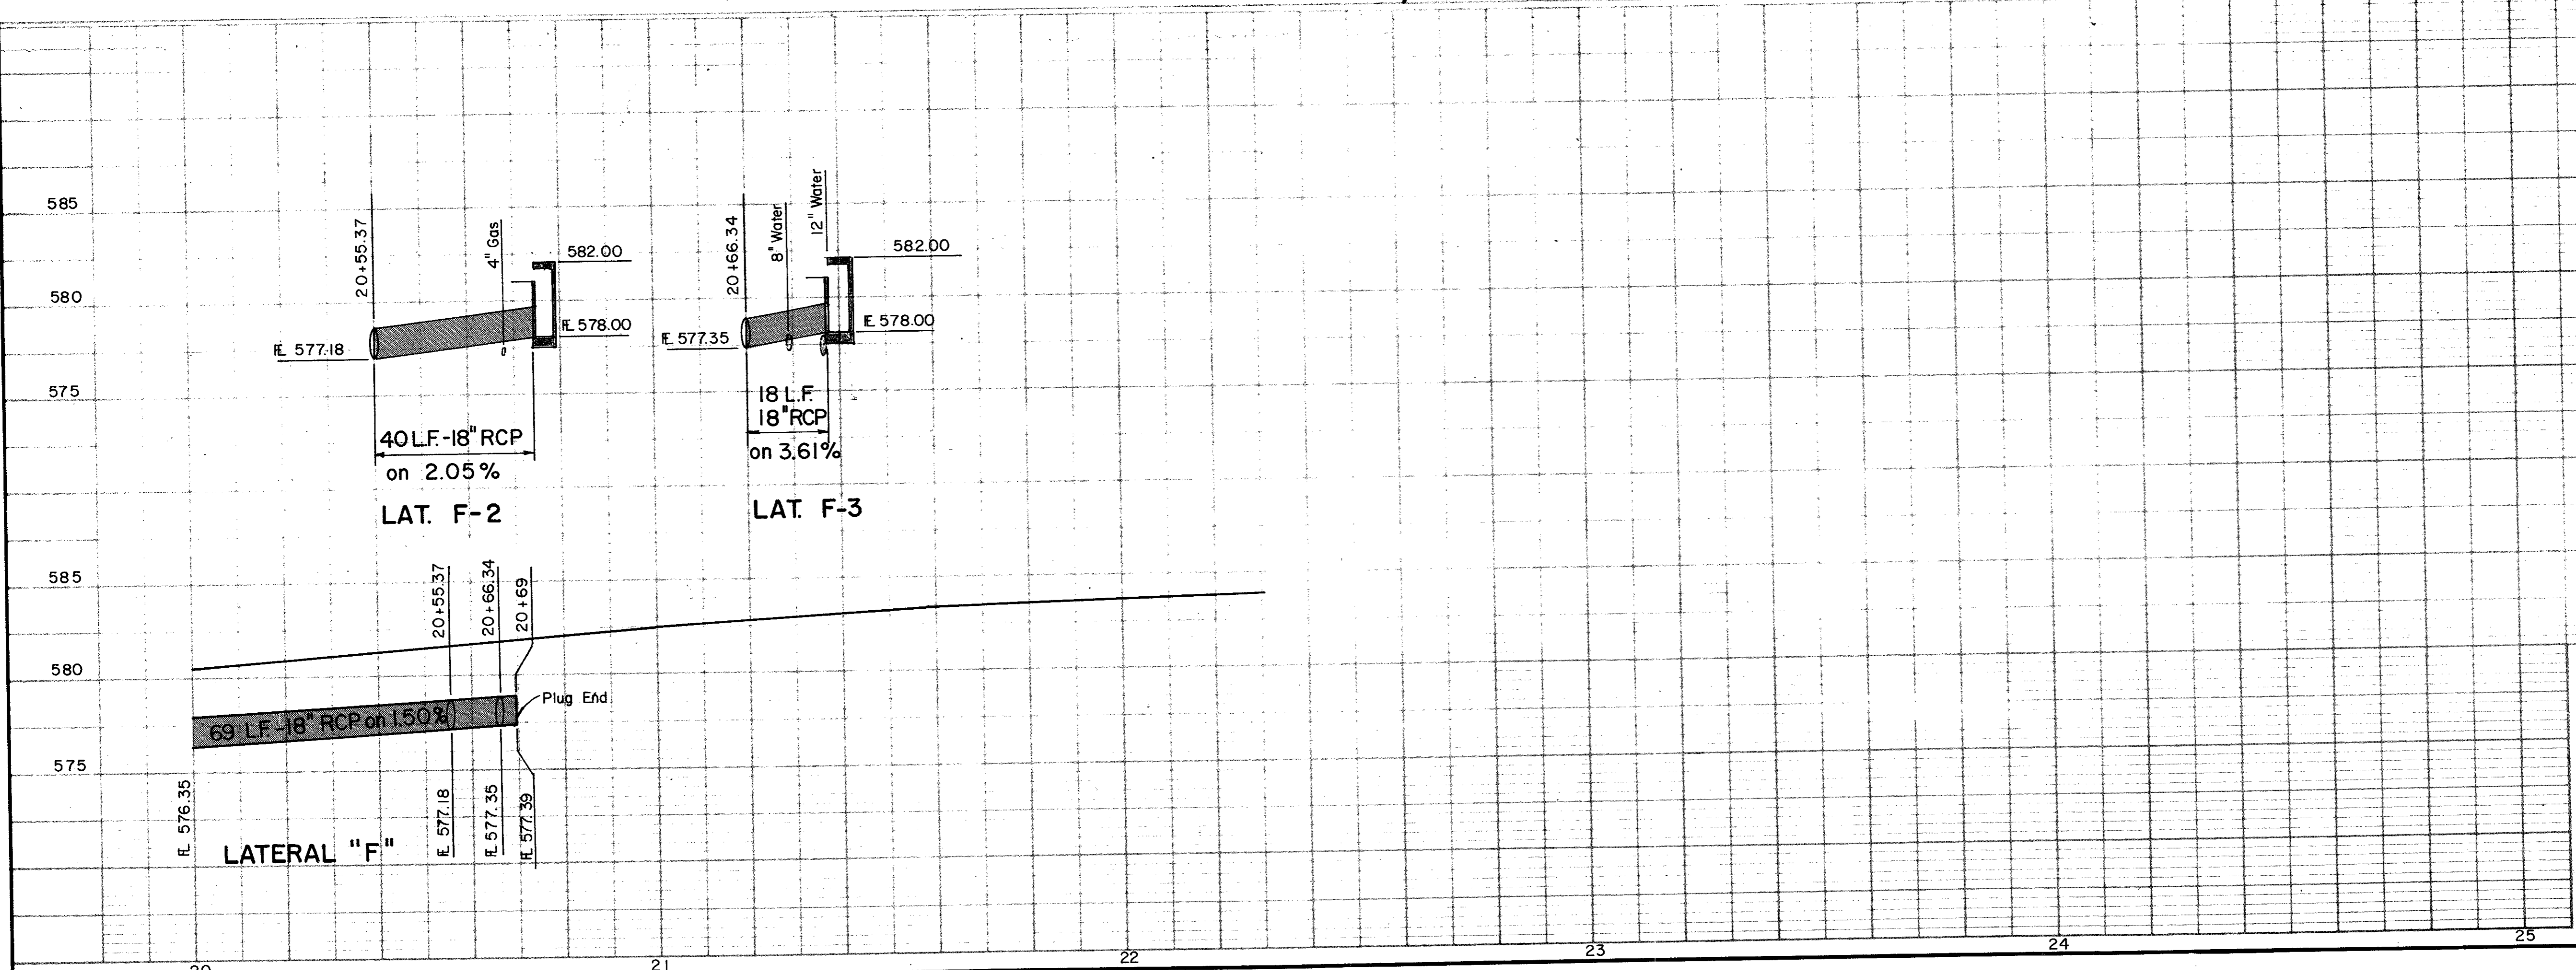 585
580
575
20+55.37
4" Gas
582.00
FL 578.00
FL 577.18
40 L.F.-18" RCP
on 2.05%
LAT. F-2
20+66.34
8" Water
12" Water
582.00
FL 578.00
FL 577.35
18 L.F.
18" RCP
on 3.61%
LAT. F-3
585
580
575
20+55.37
20+66.34
20+69
Plug End
69 L.F.-18" RCP on 1.50%
FL 576.35
FL 577.18
FL 577.35
FL 577.39
LATERAL "F"
20
21
22
23
24
25